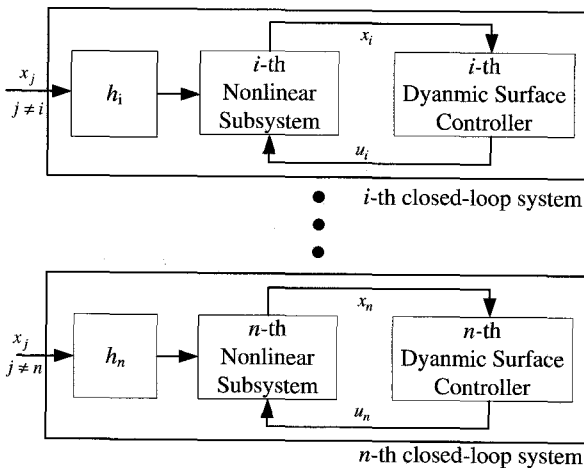 x_j
j ≠ i
h_i
i-th
Nonlinear
Subsystem
x_i
i-th
Dyanmic Surface
Controller
u_i
i-th closed-loop system
x_j
j ≠ n
h_n
n-th
Nonlinear
Subsystem
x_n
n-th
Dyanmic Surface
Controller
u_n
n-th closed-loop system